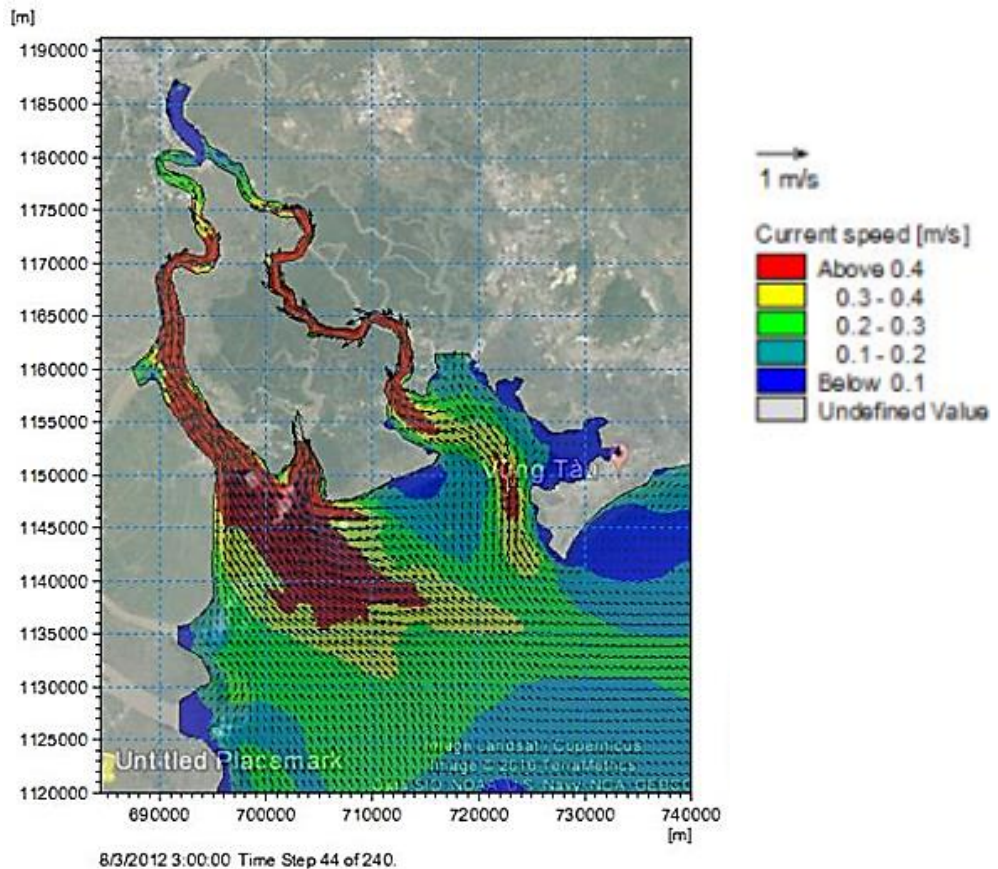 [m]
1190000
1185000
1180000
1175000
1170000
1165000
1160000
1155000
1150000
1145000
1140000
1135000
1130000
1125000
1120000
690000 700000 710000 720000 730000 740000
[m]
8/3/2012 3:00:00 Time Step 44 of 240.
Vũng Tàu
Untitled Placemark
Image Landsat / Copernicus
1 m/s
Current speed [m/s]
Above 0.4
0.3 - 0.4
0.2 - 0.3
0.1 - 0.2
Below 0.1
Undefined Value